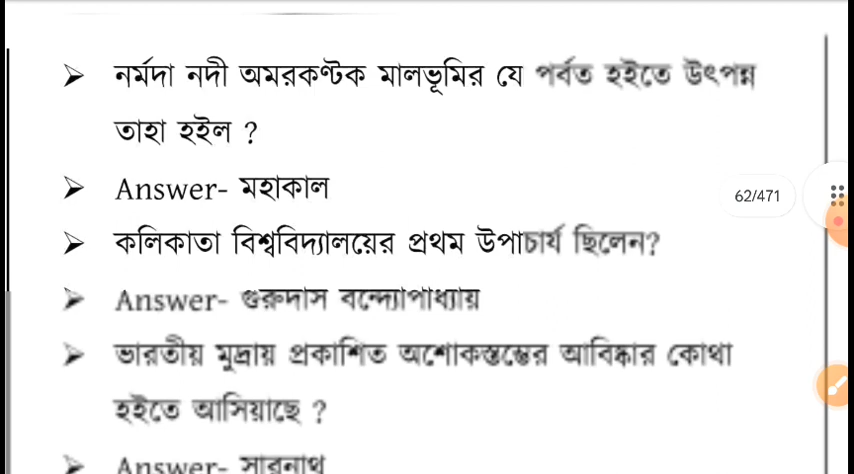 ➤ নর্মদা নদী অমরকণ্টক মালভূমির যে পর্বত হইতে উৎপন্ন
তাহা হইল ?
➤ Answer- মহাকাল
62/471
➤ কলিকাতা বিশ্ববিদ্যালয়ের প্রথম উপাচার্য ছিলেন?
➤ Answer- গুরুদাস বন্দ্যোপাধ্যায়
➤ ভারতীয় মুদ্রায় প্রকাশিত অশোকস্তম্ভের আবিষ্কার কোথা
হইতে আসিয়াছে ?
➤ Answer- সারনাথ